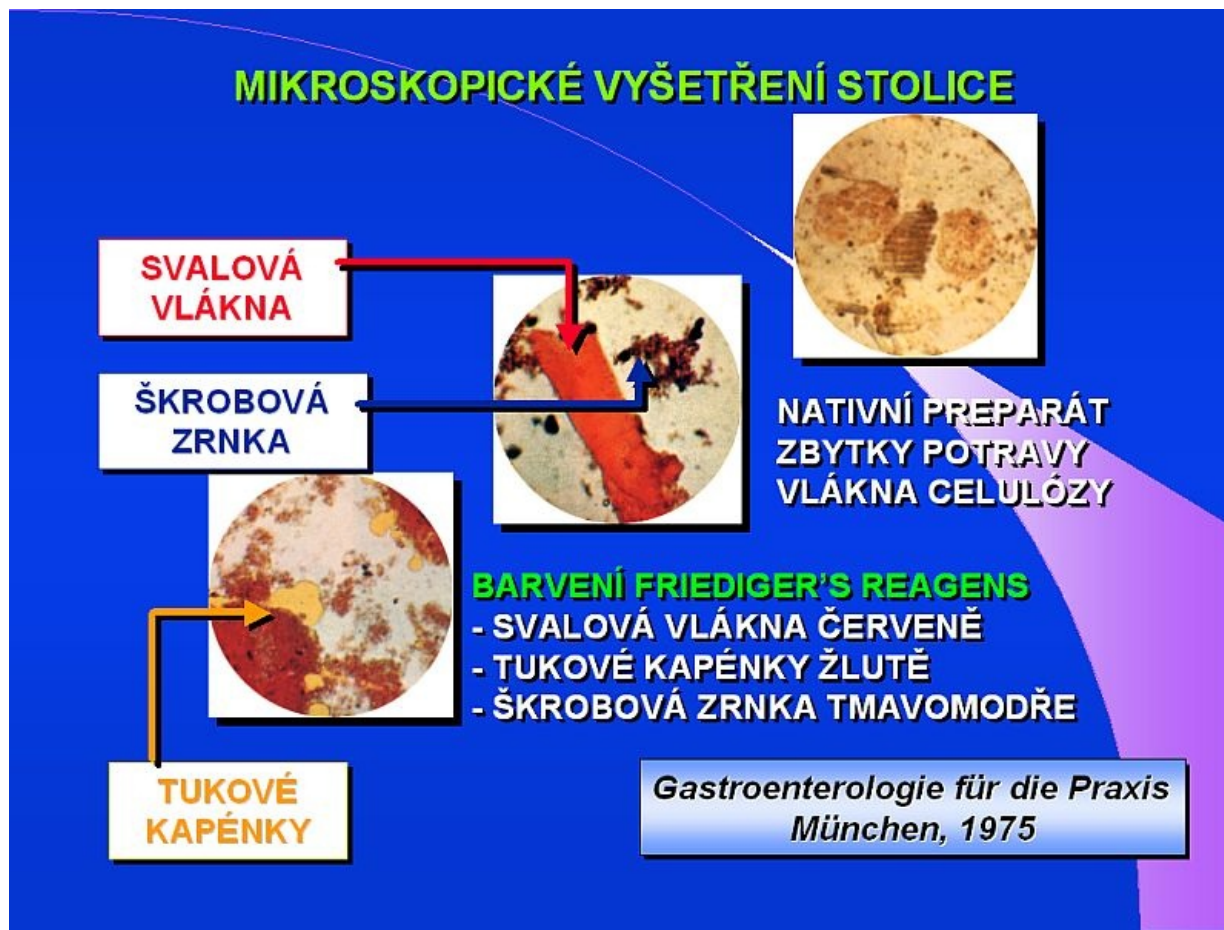 MIKROSKOPICKÉ VYŠETŘENÍ STOLICE
SVALOVÁ
VLÁKNA
ŠKROBOVÁ
ZRNKA
NATIVNÍ PREPARÁT
ZBYTKY POTRAVY
VLÁKNA CELULÓZY
BARVENÍ FRIEDIGER'S REAGENS
- SVALOVÁ VLÁKNA ČERVENĚ
- TUKOVÉ KAPÉNKY ŽLUTĚ
- ŠKROBOVÁ ZRNKA TMAVOMODŘE
TUKOVÉ
KAPÉNKY
Gastroenterologie für die Praxis
München, 1975